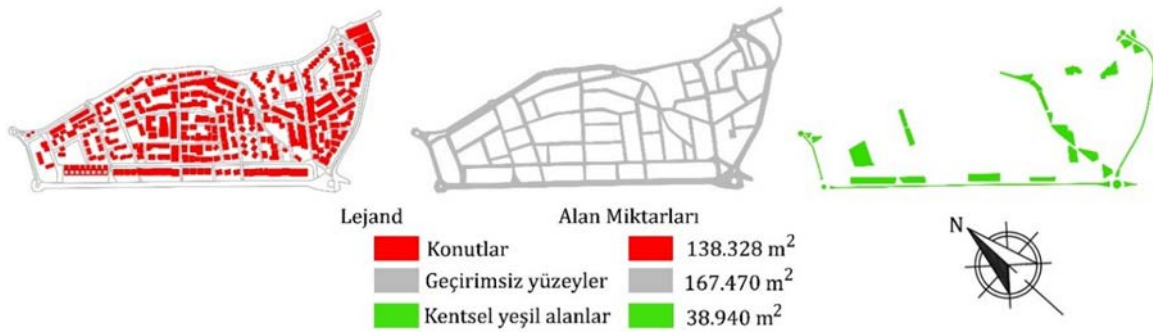 Lejand Alan Miktarları
N
Konutlar 138.328 m²
Geçirimsiz yüzeyler 167.470 m²
Kentsel yeşil alanlar 38.940 m²